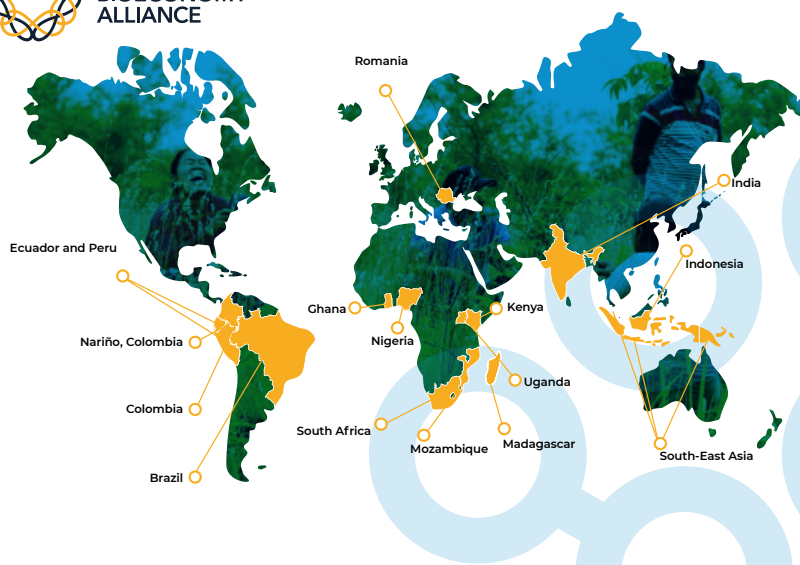 ALLIANCE
Romania
India
Ecuador and Peru
Indonesia
Ghana
Kenya
Nariño, Colombia
Nigeria
Uganda
Colombia
South Africa
Mozambique
Madagascar
South-East Asia
Brazil